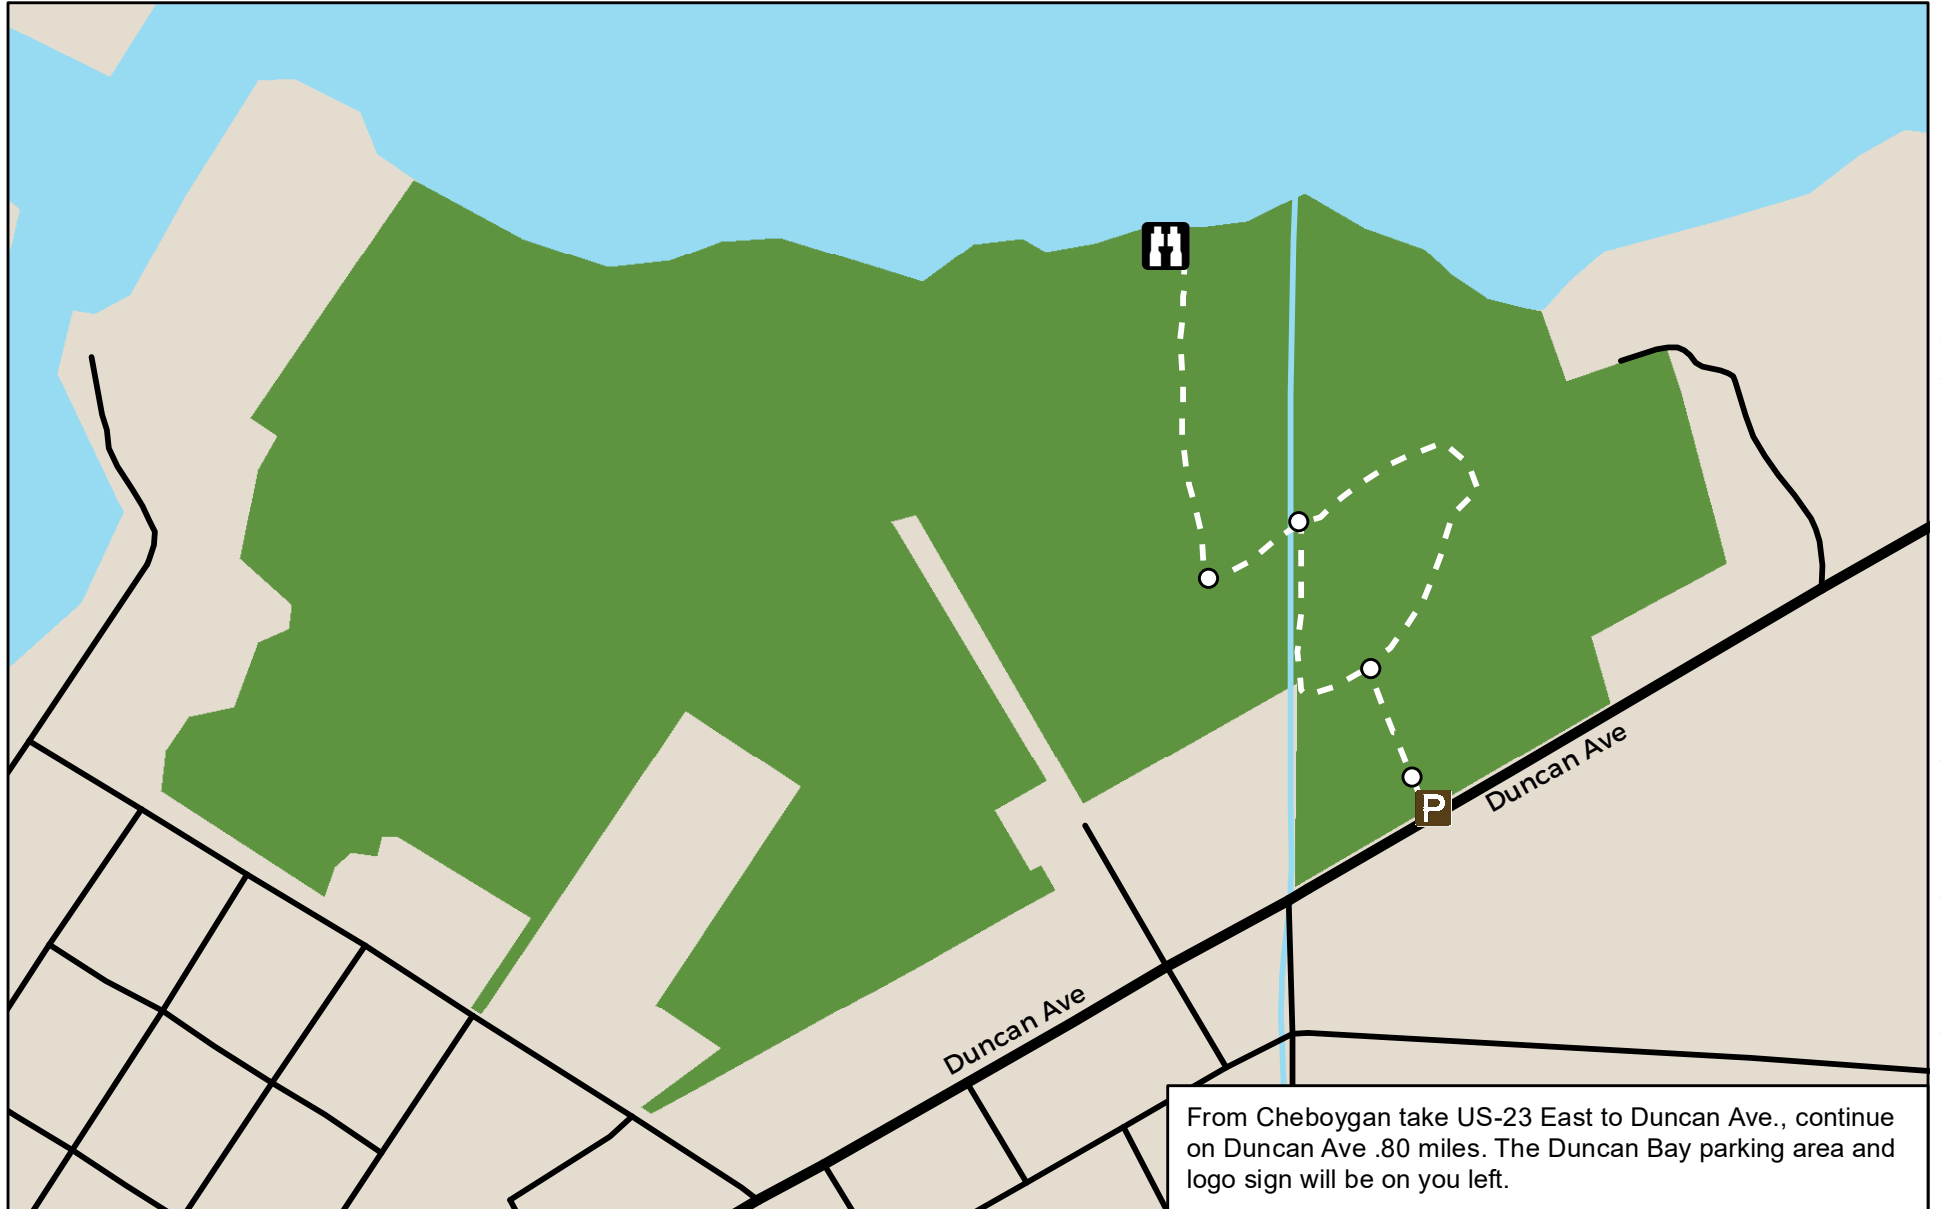 Duncan Ave
P
Duncan Ave
From Cheboygan take US-23 East to Duncan Ave., continue
on Duncan Ave .80 miles. The Duncan Bay parking area and
logo sign will be on you left.